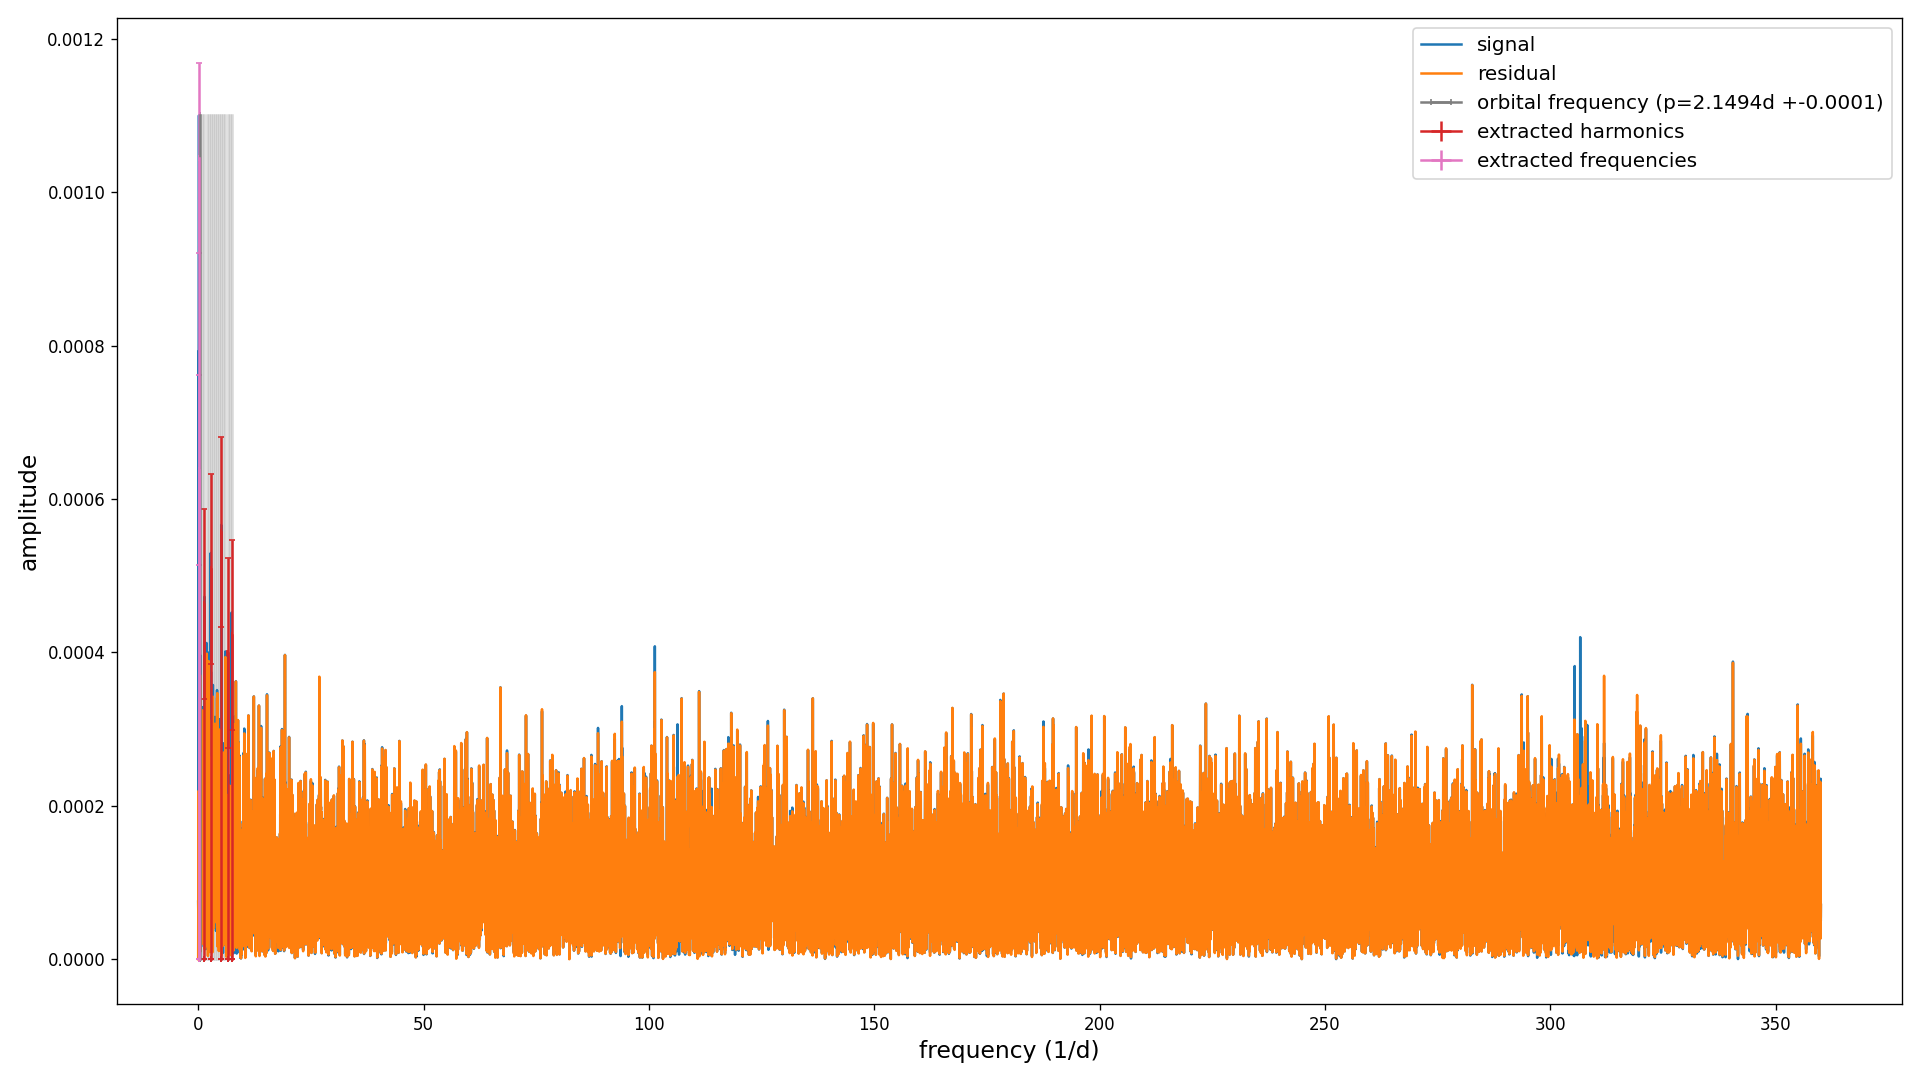 0.0012
0.0010
0.0008
0.0006
0.0004
0.0002
0.0000
amplitude
signal
residual
orbital frequency (p=2.1494d +-0.0001)
extracted harmonics
extracted frequencies
0
50
100
150
200
250
300
350
frequency (1/d)